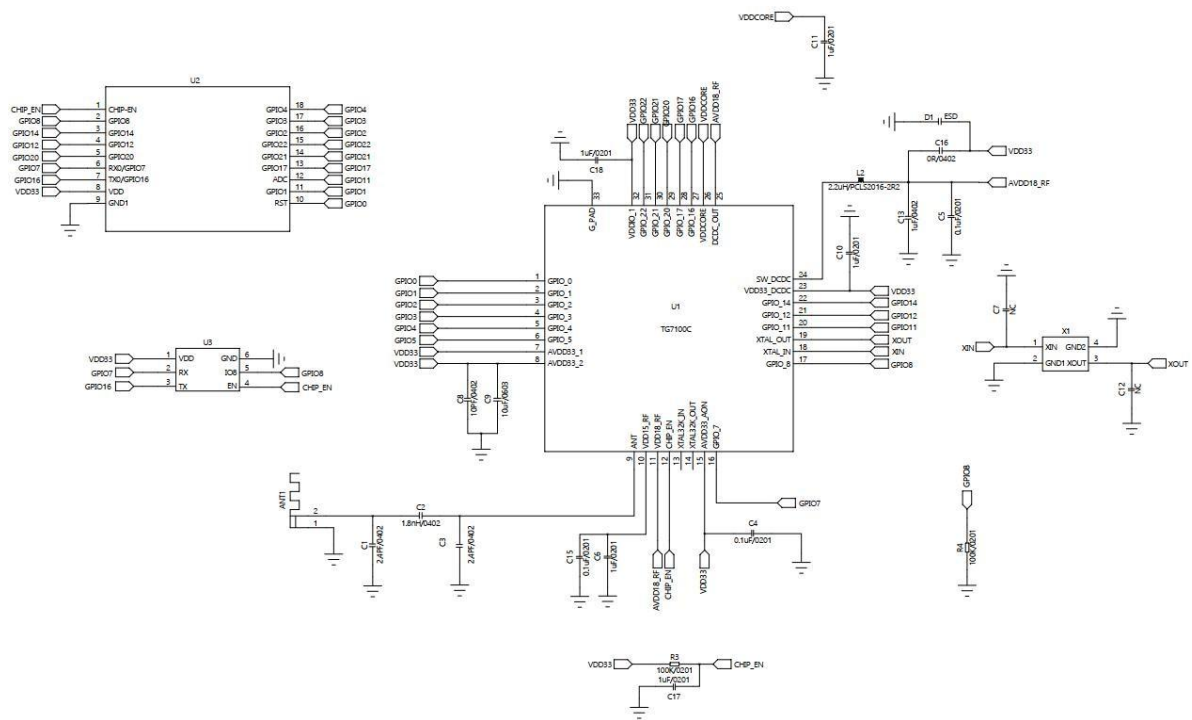 VDDCORE
C11
1uF/0201
U2
CHIP_EN 1 CHIP-EN GPIO4 18 GPIO4
GPIO8 2 GPIO8 GPIO3 17 GPIO3
GPIO14 3 GPIO14 GPIO2 16 GPIO2
GPIO12 4 GPIO12 GPIO22 15 GPIO22
GPIO20 5 GPIO20 GPIO21 14 GPIO21
GPIO7 6 RX0/GPIO7 GPIO17 13 GPIO17
GPIO16 7 TX0/GPIO16 ADC 12 GPIO11
VDD33 8 VDD GPIO1 11 GPIO1
9 GND1 RST 10 GPIO0
VDD33
GPIO22
GPIO21
GPIO20
GPIO17
GPIO16
VDDCORE
AVDD18_RF
1uF/0201
C18
33 32 31 30 29 28 27 26 25
G_PAD
VDDIO_1
GPIO_22
GPIO_21
GPIO_20
GPIO_17
GPIO_16
VDDCORE
DCDC_OUT
D1 ESD
C16
0R/0402
VDD33
L2
2.2uH/PCLS2016-2R2
AVDD18_RF
C13
1uF/0402
C5
0.1uF/0201
C10
1uF/0201
U1
TG7100C
GPIO0 1 GPIO_0
GPIO1 2 GPIO_1
GPIO2 3 GPIO_2
GPIO3 4 GPIO_3
GPIO4 5 GPIO_4
GPIO5 6 GPIO_5
VDD33 7 AVDD33_1
VDD33 8 AVDD33_2
SW_DCDC 24
VDD33_DCDC 23 VDD33
GPIO_14 22 GPIO14
GPIO_12 21 GPIO12
GPIO_11 20 GPIO11
XTAL_OUT 19 XOUT
XTAL_IN 18 XIN
GPIO_8 17 GPIO8
C7
NC
X1
XIN 1 XIN GND2 4
2 GND1 XOUT 3 XOUT
C12
NC
U3
VDD33 1 VDD GND 6
GPIO7 2 RX IO8 5 GPIO8
GPIO16 3 TX EN 4 CHIP_EN
C8
10PF/0402
C9
10uF/0603
ANT
VDD15_RF
VDD18_RF
CHIP_EN
XTAL32K_IN
XTAL32K_OUT
AVDD33_AON
GPIO_7
9 10 11 12 13 14 15 16
GPIO7
ANT1
2
1
C2
1.8nH/0402
C1
2.4PF/0402
C3
2.4PF/0402
C15
0.1uF/0201
C6
1uF/0201
AVDD18_RF
CHIP_EN
VDD33
C4
0.1uF/0201
GPIO8
R4
100K/0201
VDD33 R3 CHIP_EN
100K/0201
1uF/0201
C17